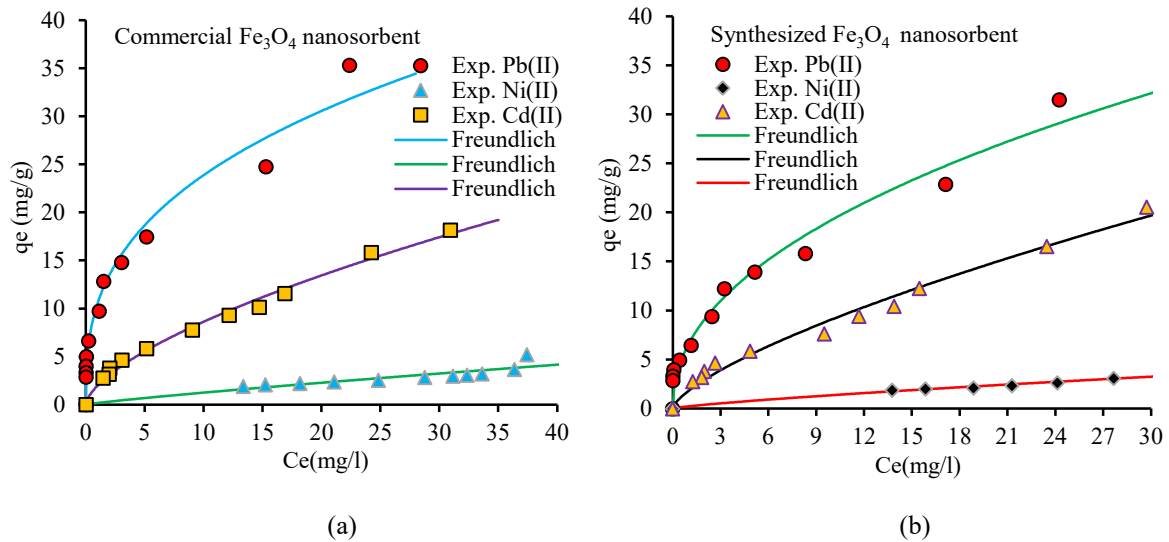 Commercial Fe₃O₄ nanosorbent
Exp. Pb(II)
Exp. Ni(II)
Exp. Cd(II)
Freundlich
Freundlich
Freundlich
qe (mg/g)
40
35
30
25
20
15
10
5
0
0 5 10 15 20 25 30 35 40
Ce(mg/l)
(a)
Synthesized Fe₃O₄ nanosorbent
Exp. Pb(II)
Exp. Ni(II)
Exp. Cd(II)
Freundlich
Freundlich
Freundlich
qe (mg/g)
40
35
30
25
20
15
10
5
0
0 3 6 9 12 15 18 21 24 27 30
Ce(mg/l)
(b)